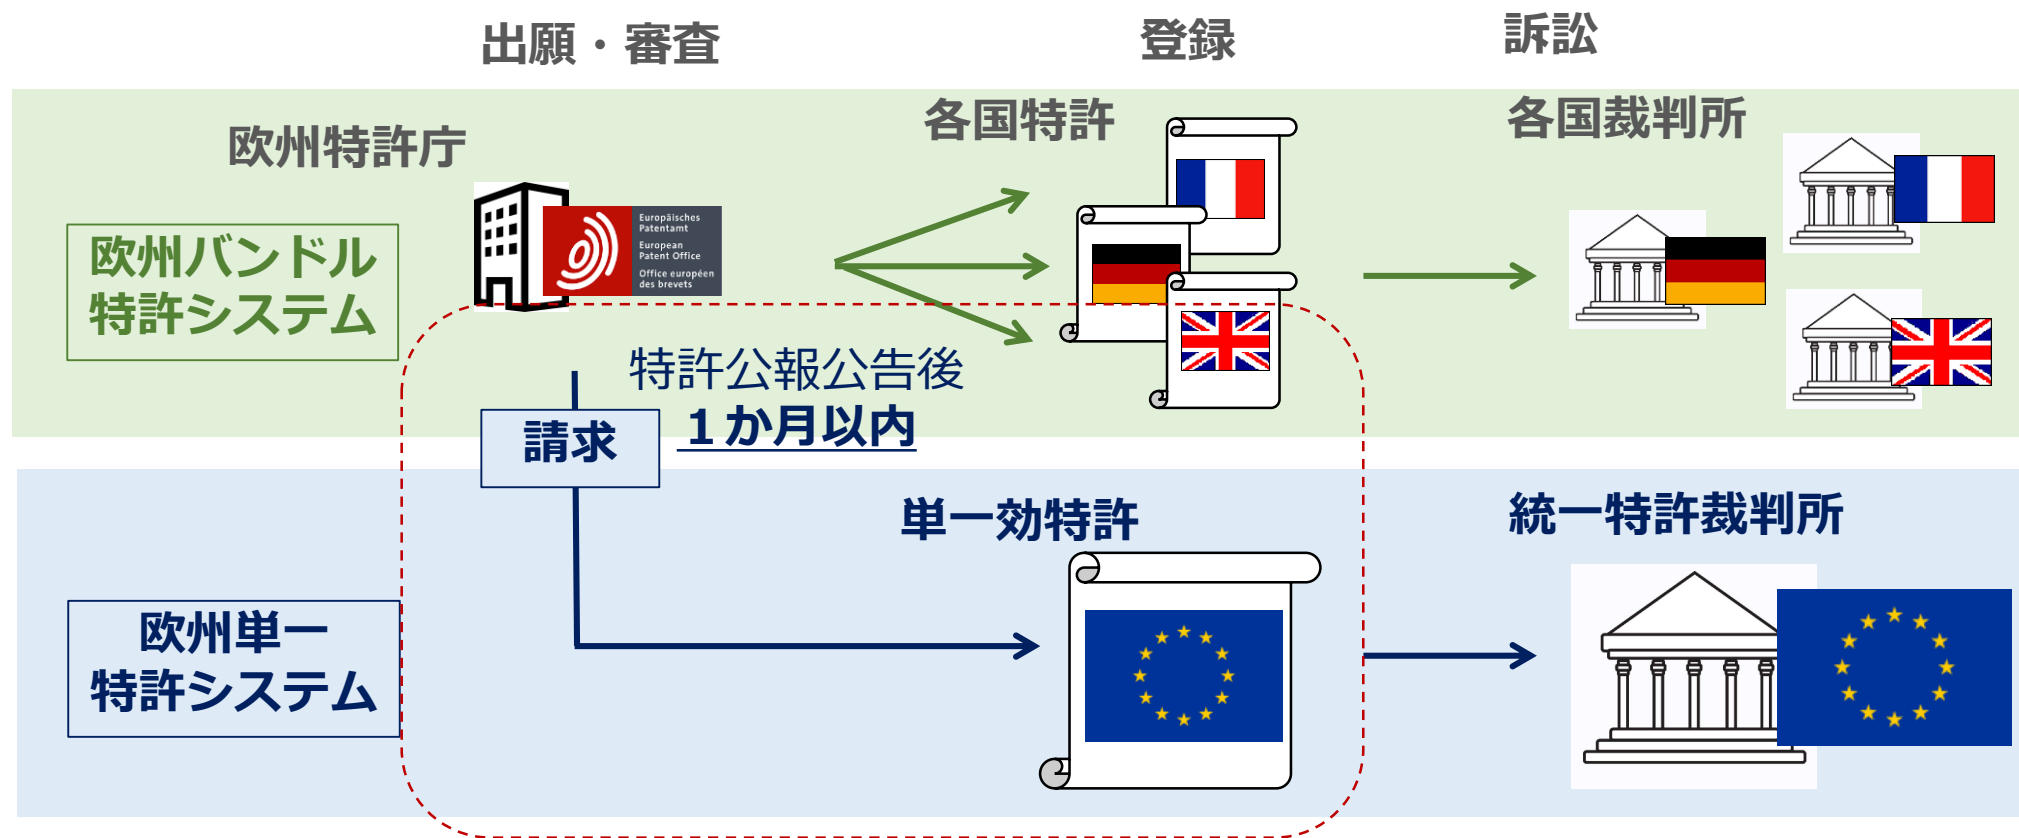 出願・審査
登録
訴訟
欧州特許庁
各国特許
各国裁判所
欧州バンドル
特許システム
Europäisches
Patentamt
European
Patent Office
Office européen
des brevets
特許公報公告後
１か月以内
請求
単一効特許
統一特許裁判所
欧州単一
特許システム